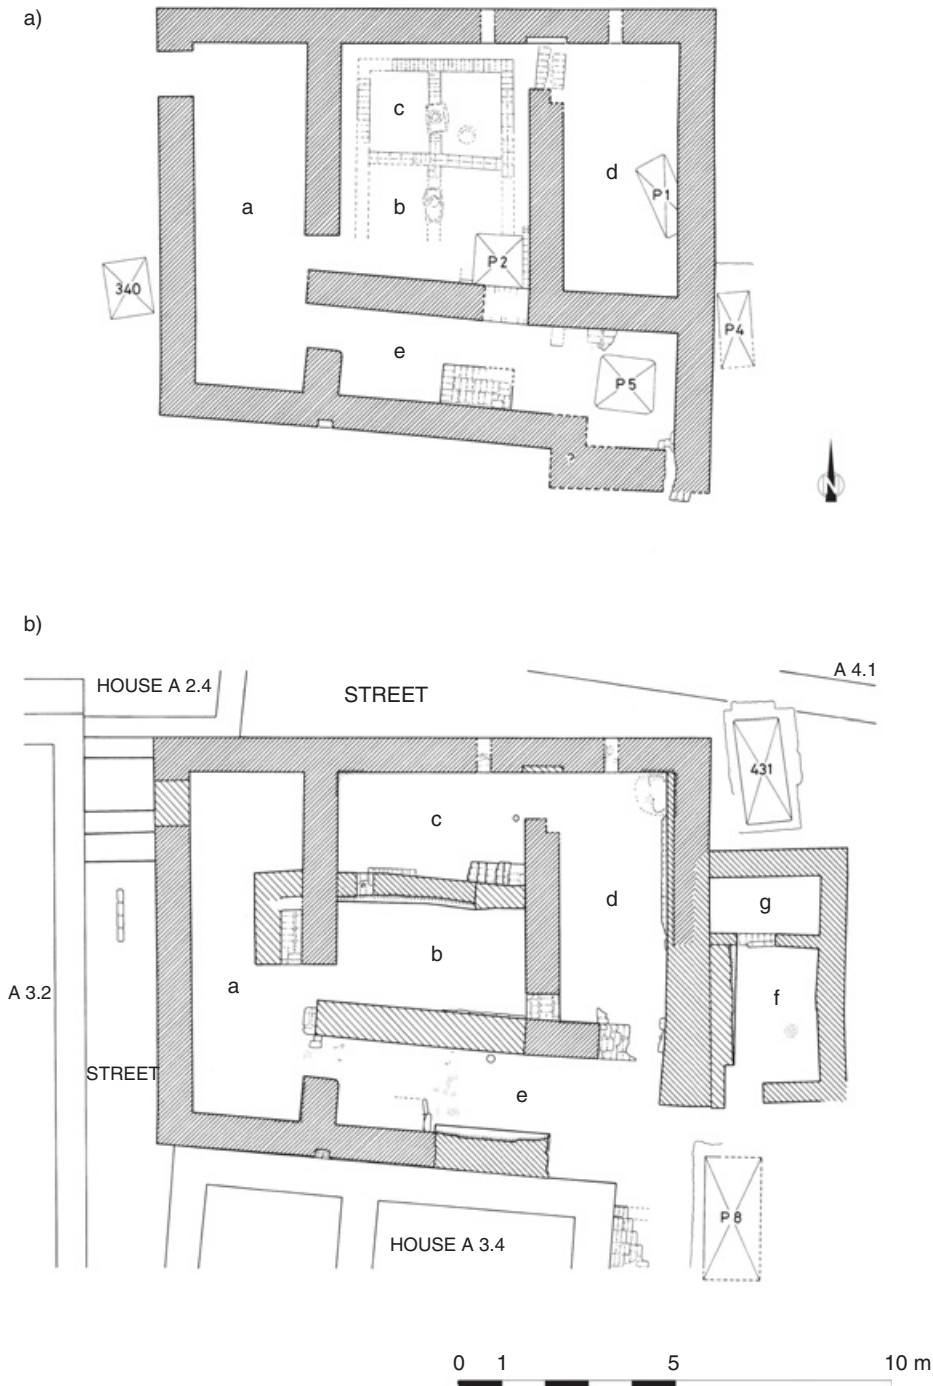 a)
c
d
P1
a
b
P2
340
P4
e
P5
?
N
b)
A 4.1
HOUSE A 2.4
STREET
431
c
d
g
b
a
f
A 3.2
STREET
e
P8
HOUSE A 3.4
0 1 5 10 m